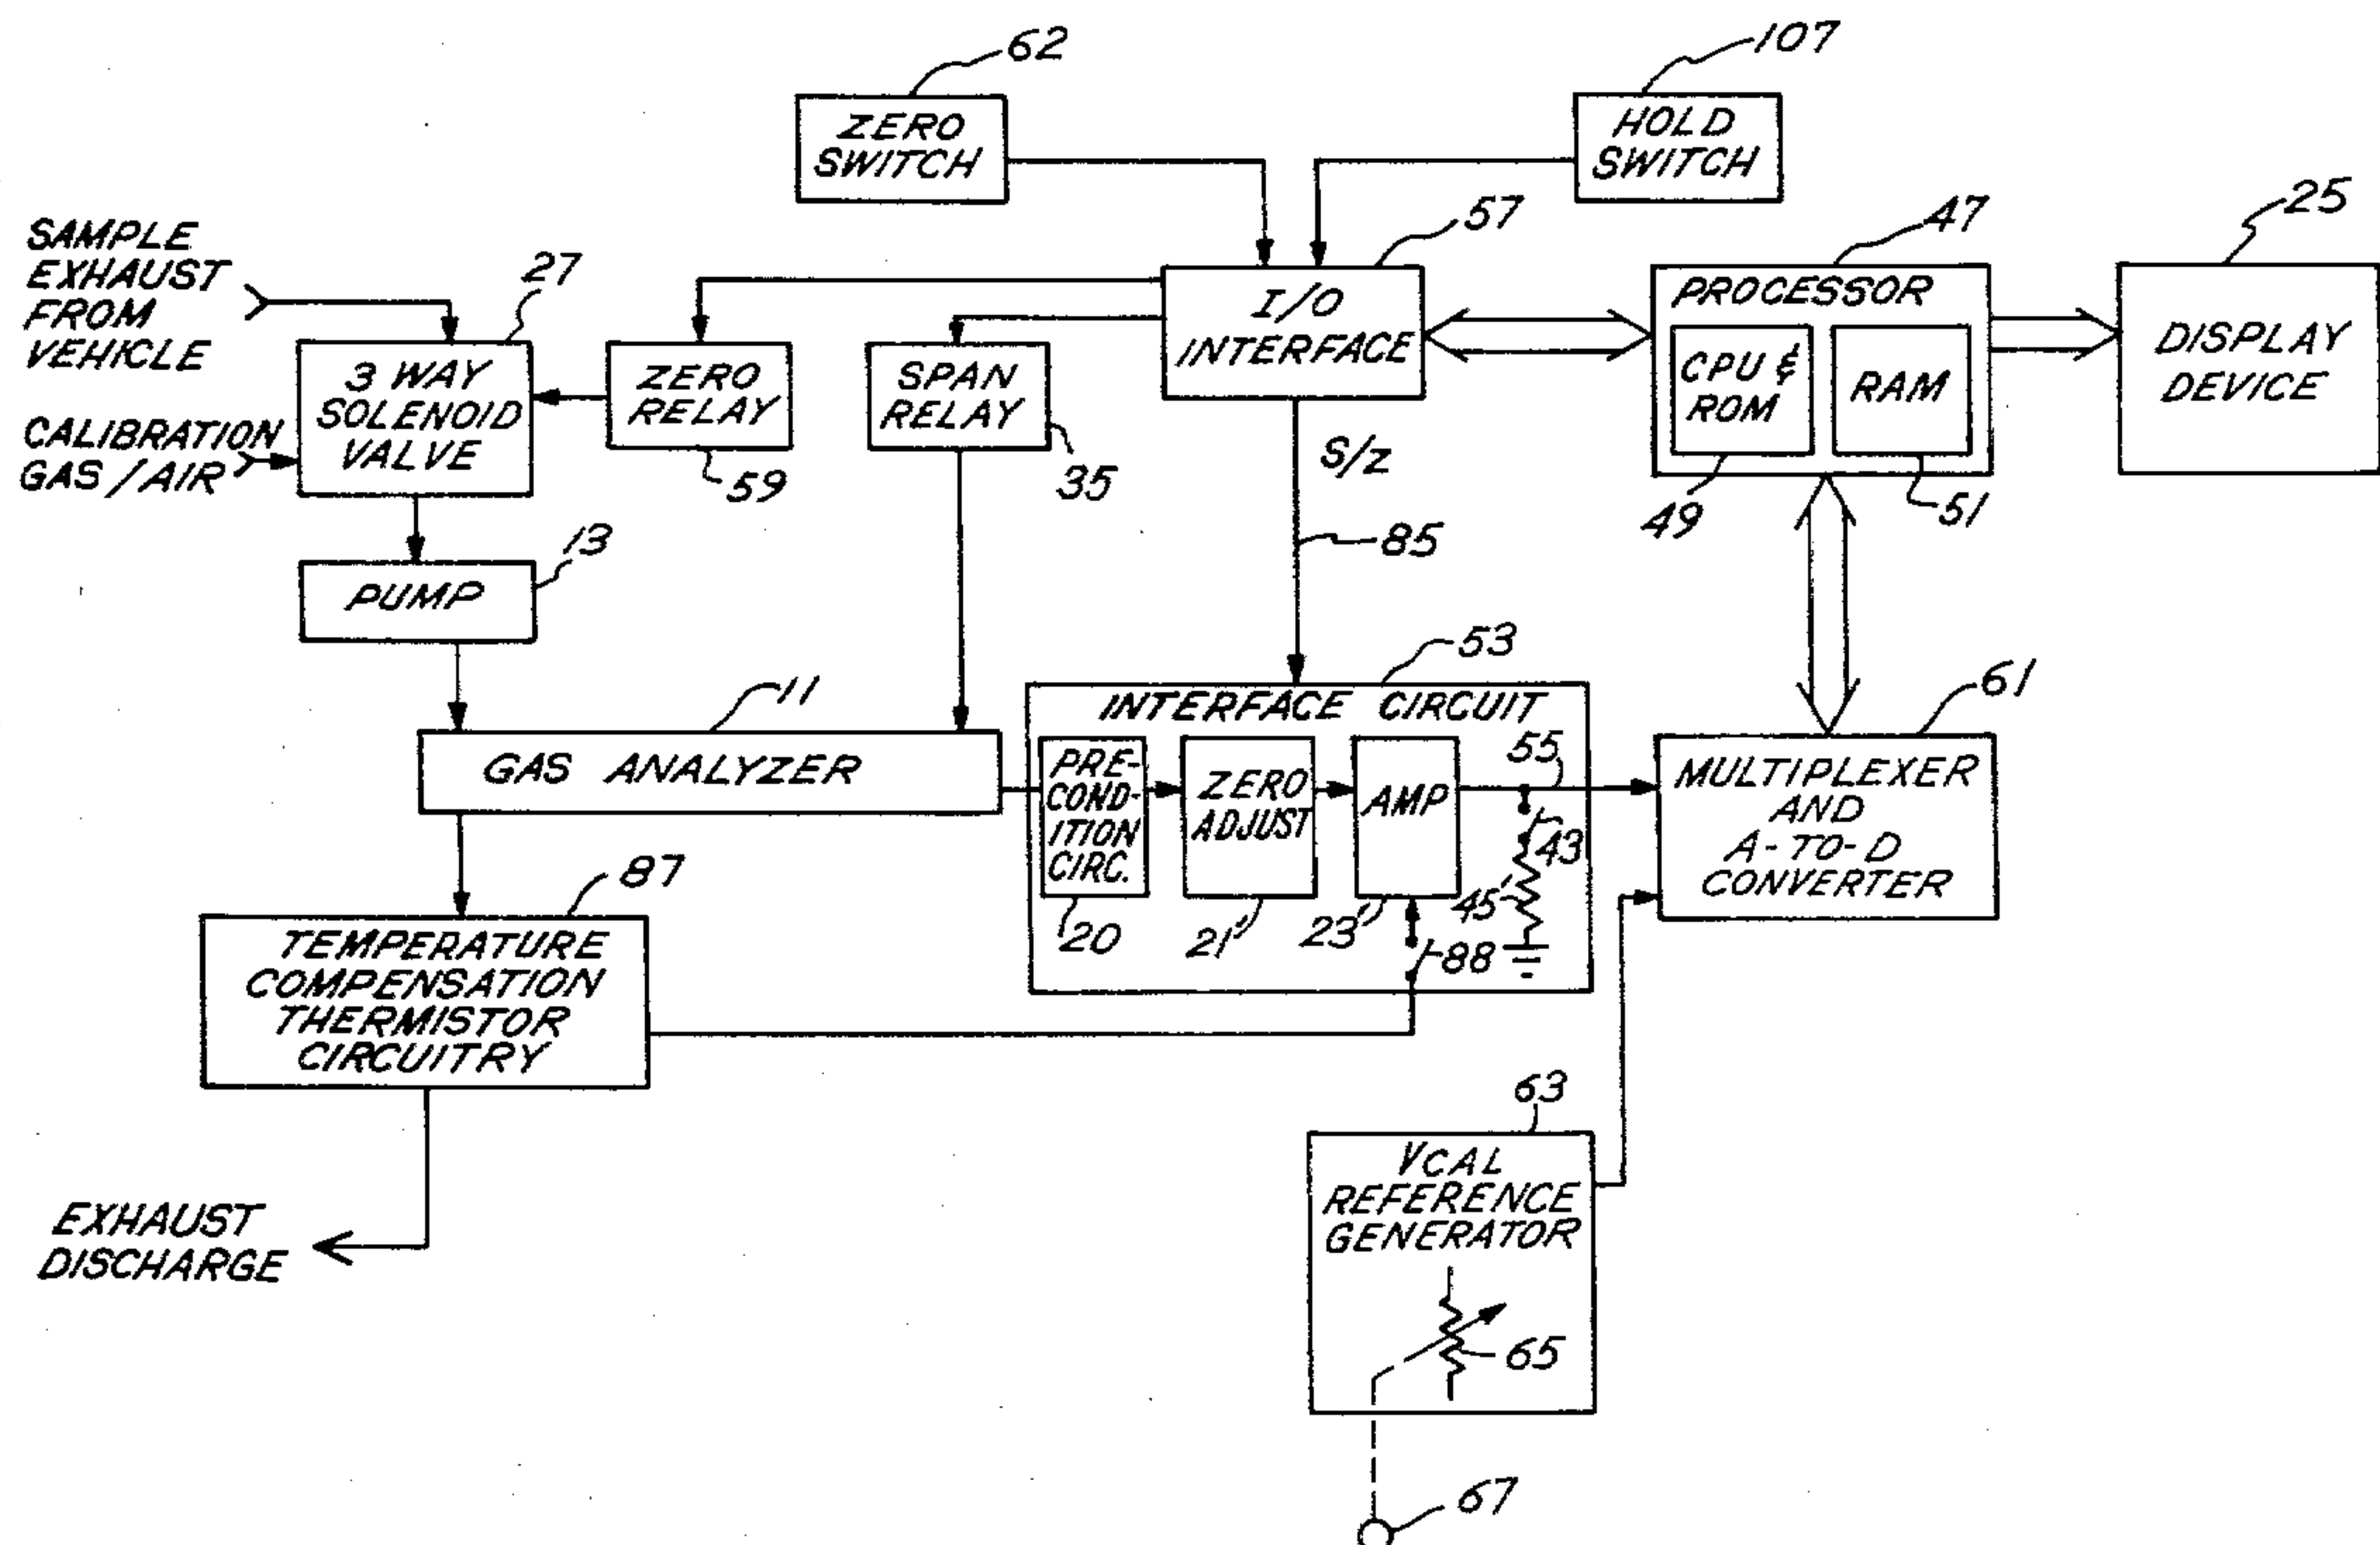 62
107
ZERO
SWITCH
HOLD
SWITCH
SAMPLE
EXHAUST
FROM
VEHICLE
27
57
47
25
I/O
INTERFACE
PROCESSOR
CPU &
ROM
RAM
DISPLAY
DEVICE
3 WAY
SOLENOID
VALVE
ZERO
RELAY
SPAN
RELAY
CALIBRATION
GAS/AIR
59
35
S/Z
49
51
85
13
PUMP
53
61
11
GAS ANALYZER
INTERFACE CIRCUIT
PRE-
COND-
ITION
CIRC.
ZERO
ADJUST
AMP
55
43
45'
20
21'
23'
88
MULTIPLEXER
AND
A-TO-D
CONVERTER
87
TEMPERATURE
COMPENSATION
THERMISTOR
CIRCUITRY
63
VCAL
REFERENCE
GENERATOR
65
EXHAUST
DISCHARGE
67